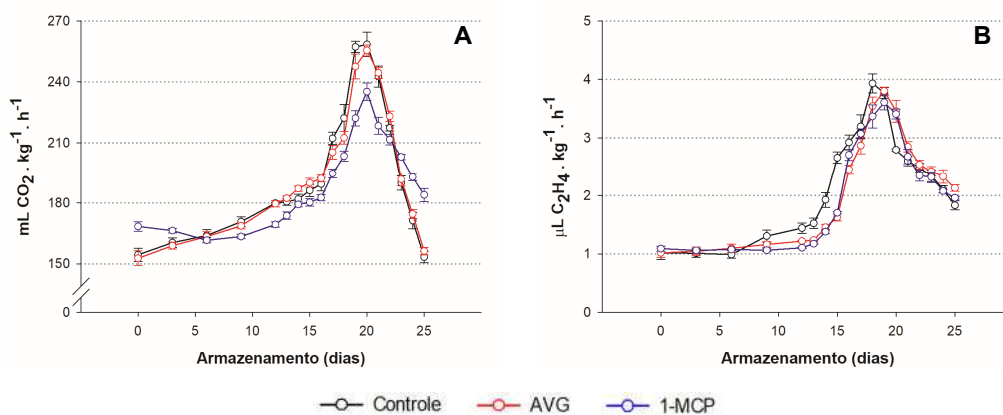 A
mL CO2 . kg-1. h-1
270
240
210
180
150
0
0 5 10 15 20 25
Armazenamento (dias)
B
µL C2H4 . kg-1. h-1
5
4
3
2
1
0
0 5 10 15 20 25
Armazenamento (dias)
Controle AVG 1-MCP